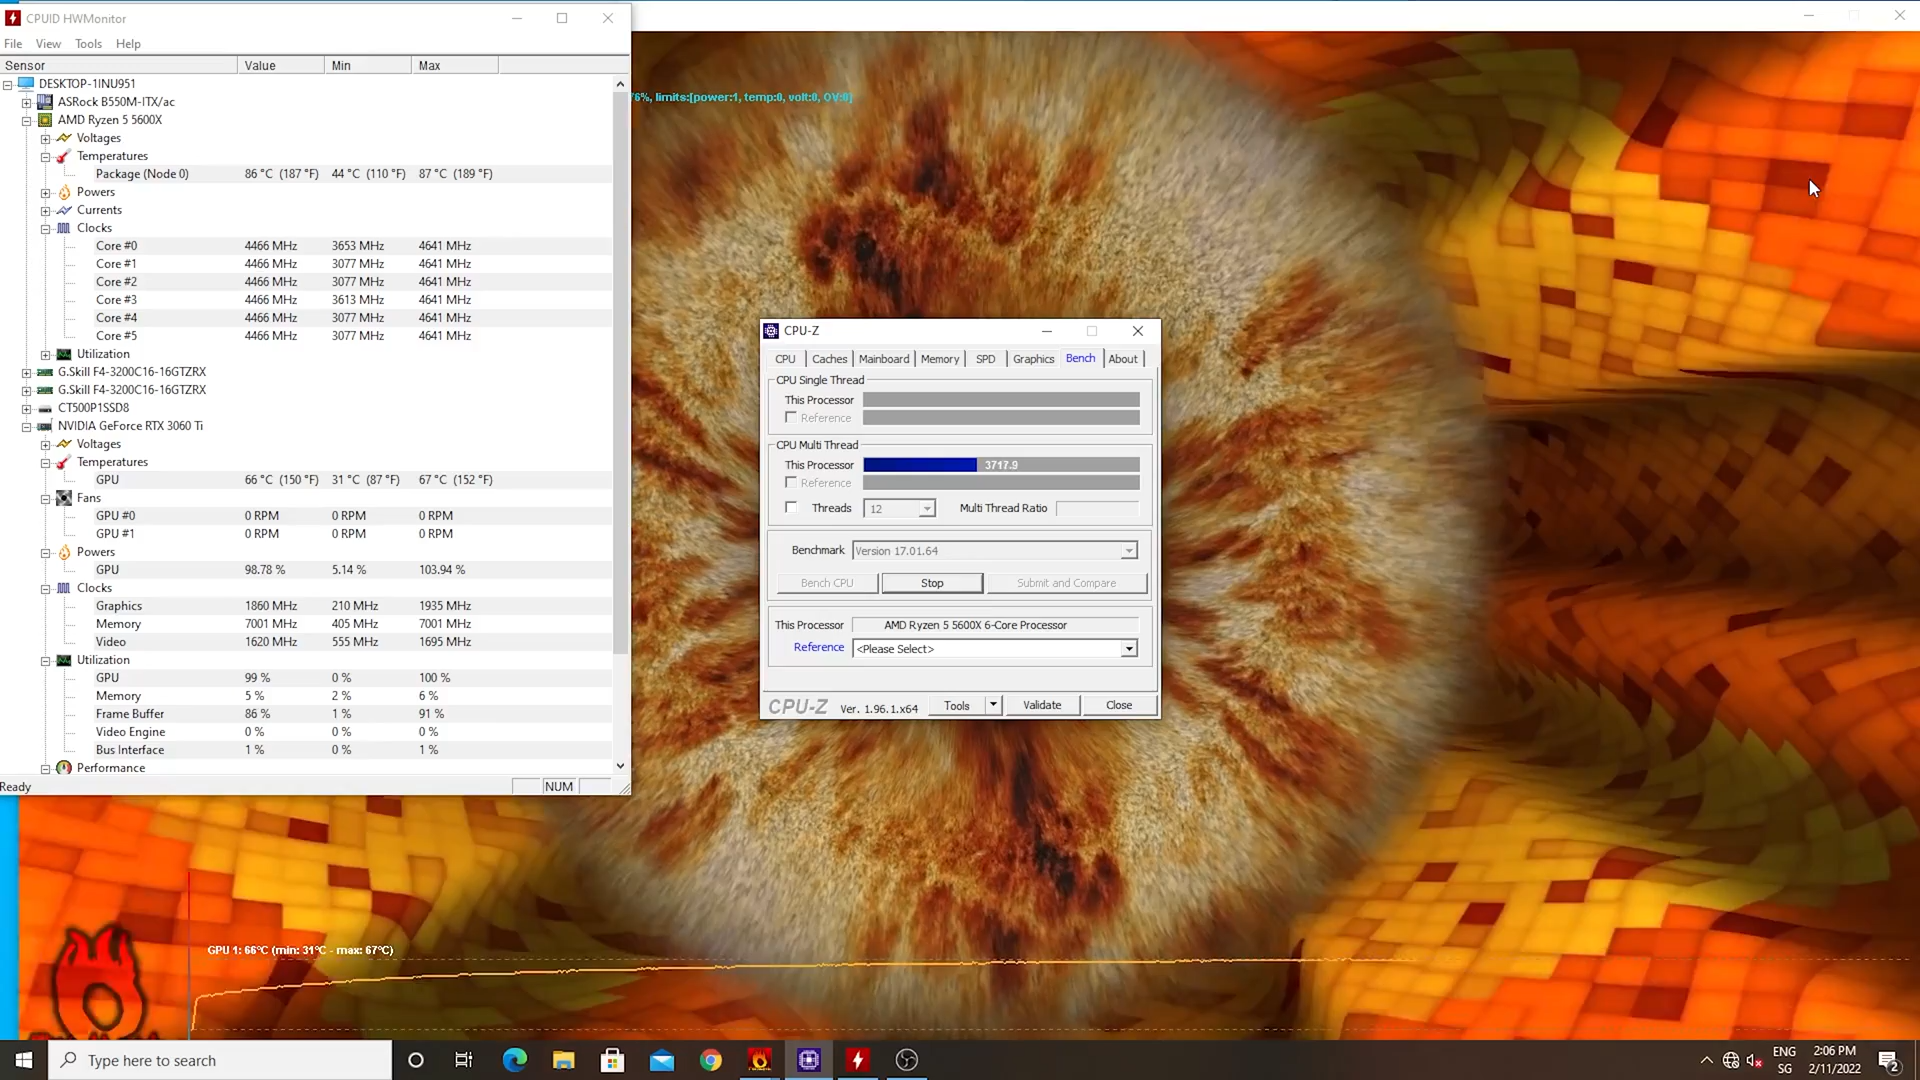 CPUID HWMonitor
File View Tools Help
Sensor Value Min Max
DESKTOP-1INU951
ASRock B550M-ITX/ac
AMD Ryzen 5 5600X
Voltages
Temperatures
Package (Node 0) 86 °C (187 °F) 44 °C (110 °F) 87 °C (189 °F)
Powers
Currents
Clocks
Core #0 4466 MHz 3653 MHz 4641 MHz
Core #1 4466 MHz 3077 MHz 4641 MHz
Core #2 4466 MHz 3077 MHz 4641 MHz
Core #3 4466 MHz 3613 MHz 4641 MHz
Core #4 4466 MHz 3077 MHz 4641 MHz
Core #5 4466 MHz 3077 MHz 4641 MHz
Utilization
G.Skill F4-3200C16-16GTZRX
G.Skill F4-3200C16-16GTZRX
CT500P1SSD8
NVIDIA GeForce RTX 3060 Ti
Voltages
Temperatures
GPU 66 °C (150 °F) 31 °C (87 °F) 67 °C (152 °F)
Fans
GPU #0 0 RPM 0 RPM 0 RPM
GPU #1 0 RPM 0 RPM 0 RPM
Powers
GPU 98.78 % 5.14 % 103.94 %
Clocks
Graphics 1860 MHz 210 MHz 1935 MHz
Memory 7001 MHz 405 MHz 7001 MHz
Video 1620 MHz 555 MHz 1695 MHz
Utilization
GPU 99 % 0 % 100 %
Memory 5 % 2 % 6 %
Frame Buffer 86 % 1 % 91 %
Video Engine 0 % 0 % 0 %
Bus Interface 1 % 0 % 1 %
Performance
Ready NUM
limits:[power:1, temp:0, volt:0, OV:0]
CPU-Z
CPU Caches Mainboard Memory SPD Graphics Bench About
CPU Single Thread
This Processor
Reference
CPU Multi Thread
This Processor 3717.9
Reference
Threads 12 Multi Thread Ratio
Benchmark Version 17.01.64
Bench CPU Stop Submit and Compare
This Processor AMD Ryzen 5 5600X 6-Core Processor
Reference <Please Select>
CPU-Z Ver. 1.96.1.x64 Tools Validate Close
GPU 1: 66°C (min: 31°C - max: 67°C)
Type here to search
ENG
SG
2:06 PM
2/11/2022
2